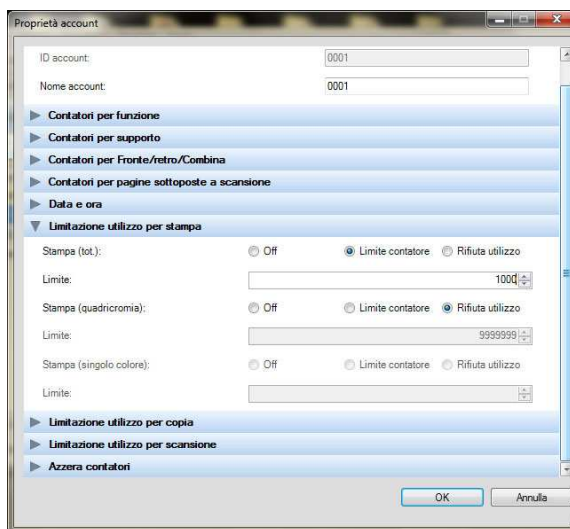 Proprietà account
ID account: 0001
Nome account: 0001
Contatori per funzione
Contatori per supporto
Contatori per Fronte/retro/Combina
Contatori per pagine sottoposte a scansione
Data e ora
Limitazione utilizzo per stampa
Stampa (tot.): Off Limite contatore Rifiuta utilizzo
Limite: 1000
Stampa (quadricromia): Off Limite contatore Rifiuta utilizzo
Limite: 9999999
Stampa (singolo colore): Off Limite contatore Rifiuta utilizzo
Limite:
Limitazione utilizzo per copia
Limitazione utilizzo per scansione
Azzera contatori
OK Annulla